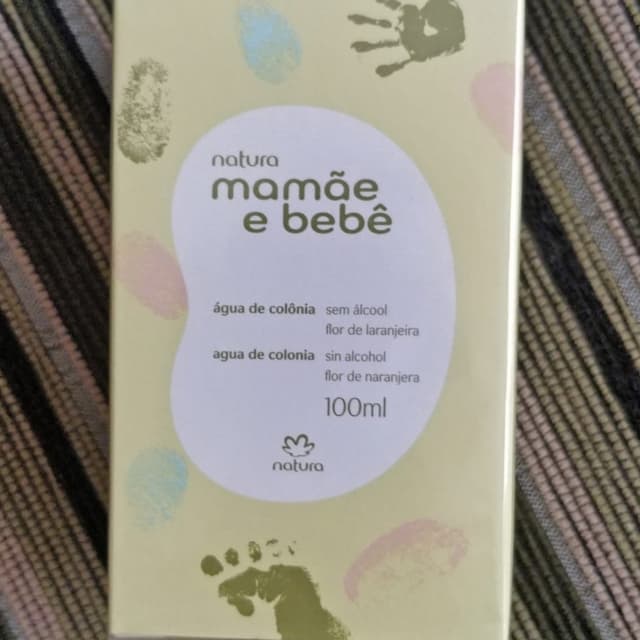 natura
mamãe
e bebê
água de colônia sem álcool
flor de laranjeira
agua de colonia sin alcohol
flor de naranjera
100ml
natura